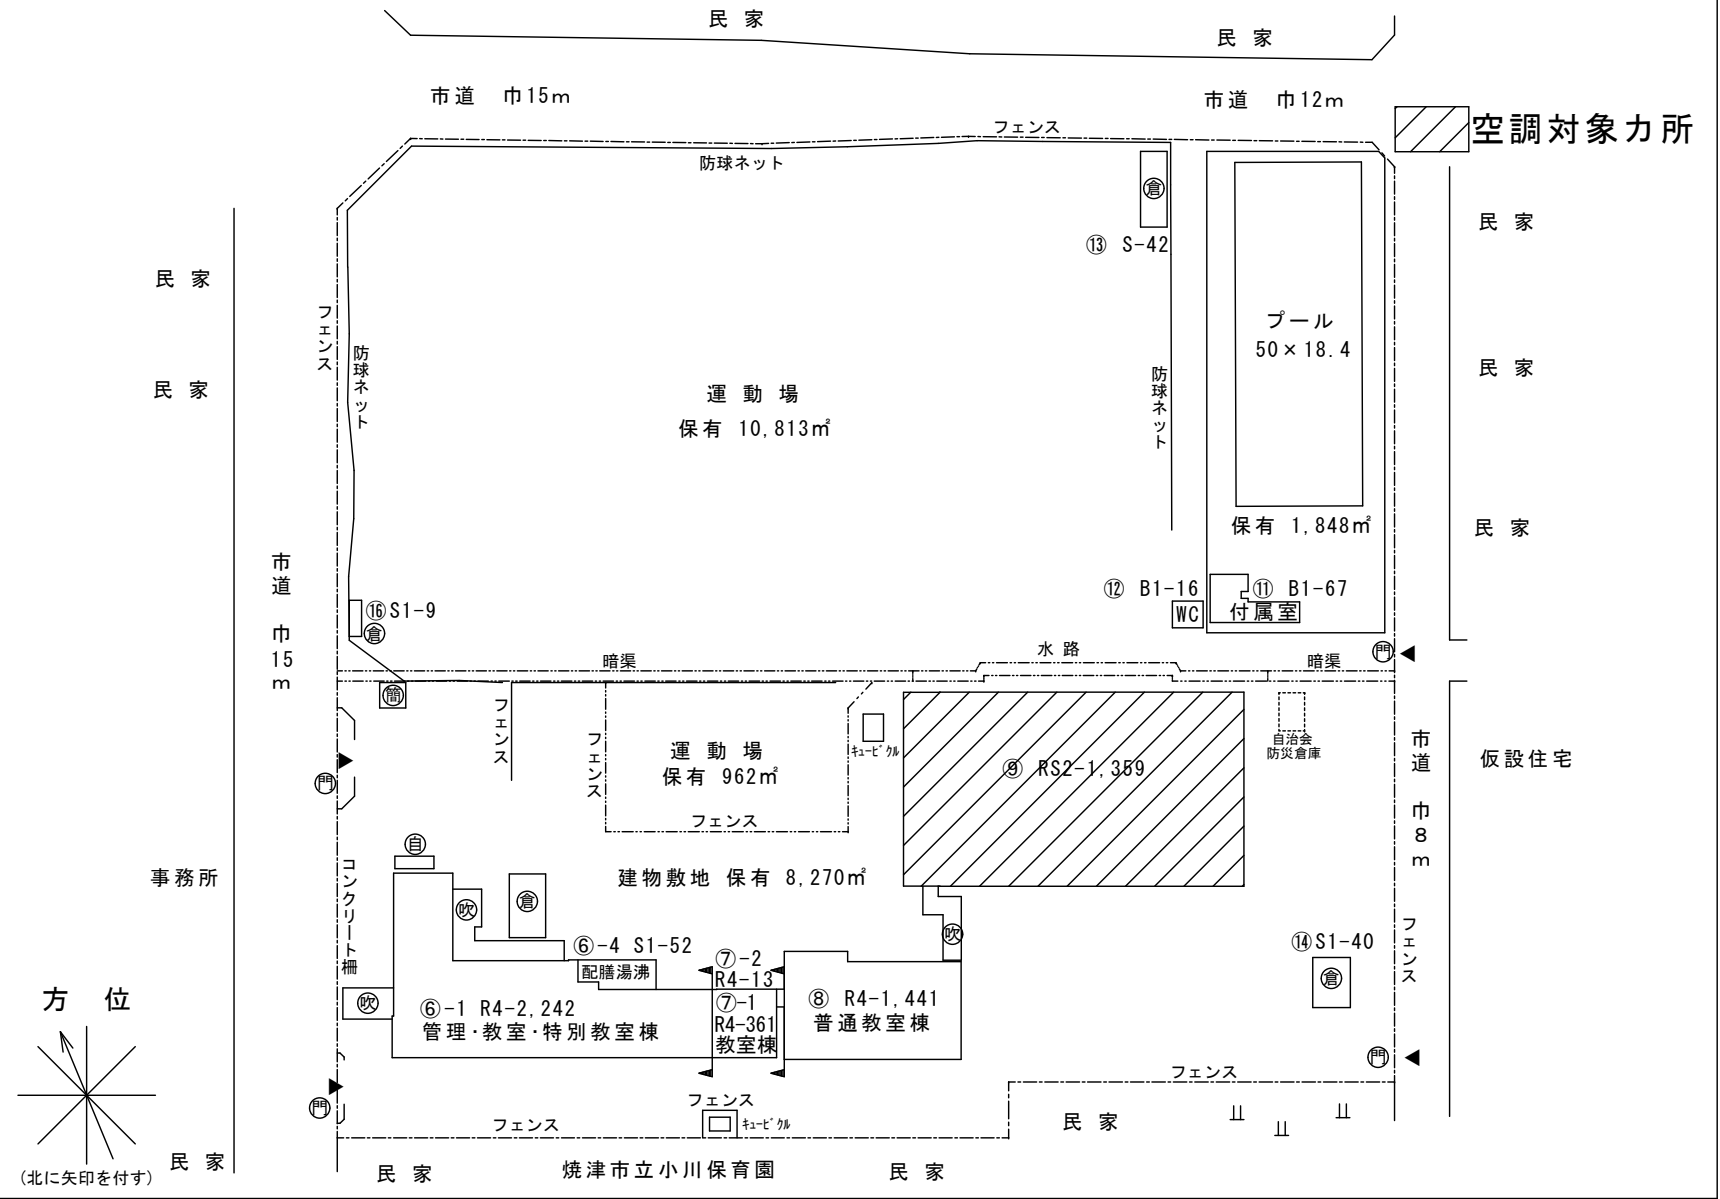 民 家
民 家
市道 巾15m
市道 巾12m
空調対象カ所
フェンス
防球ネット
倉
⑬ S-42
民 家
民 家
フェンス
防球ネット
プール
50×18.4
防球ネット
民 家
民 家
運 動 場
保有 10,813㎡
保有 1,848㎡
民 家
市道 巾15m
⑫ B1-16
⑪ B1-67
WC
付属室
⑯S1-9
倉
暗渠
水 路
暗渠
門
簡
フェンス
フェンス
運 動 場
保有 962㎡
フェンス
キュービクル
⑨ RS2-1,359
自治会
防災倉庫
市道 巾8m
仮設住宅
門
自
事務所
コンクリート柵
建物敷地 保有 8,270㎡
吹
倉
⑥-4 S1-52
配膳湯沸
⑦-2
R4-13
吹
⑭S1-40
倉
フェンス
方 位
吹
⑥-1 R4-2,242
管理・教室・特別教室棟
⑦-1
R4-361
教室棟
⑧ R4-1,441
普通教室棟
門
フェンス
門
フェンス
フェンス
キュービクル
民 家
(北に矢印を付す)
民 家
民 家
焼津市立小川保育園
民 家